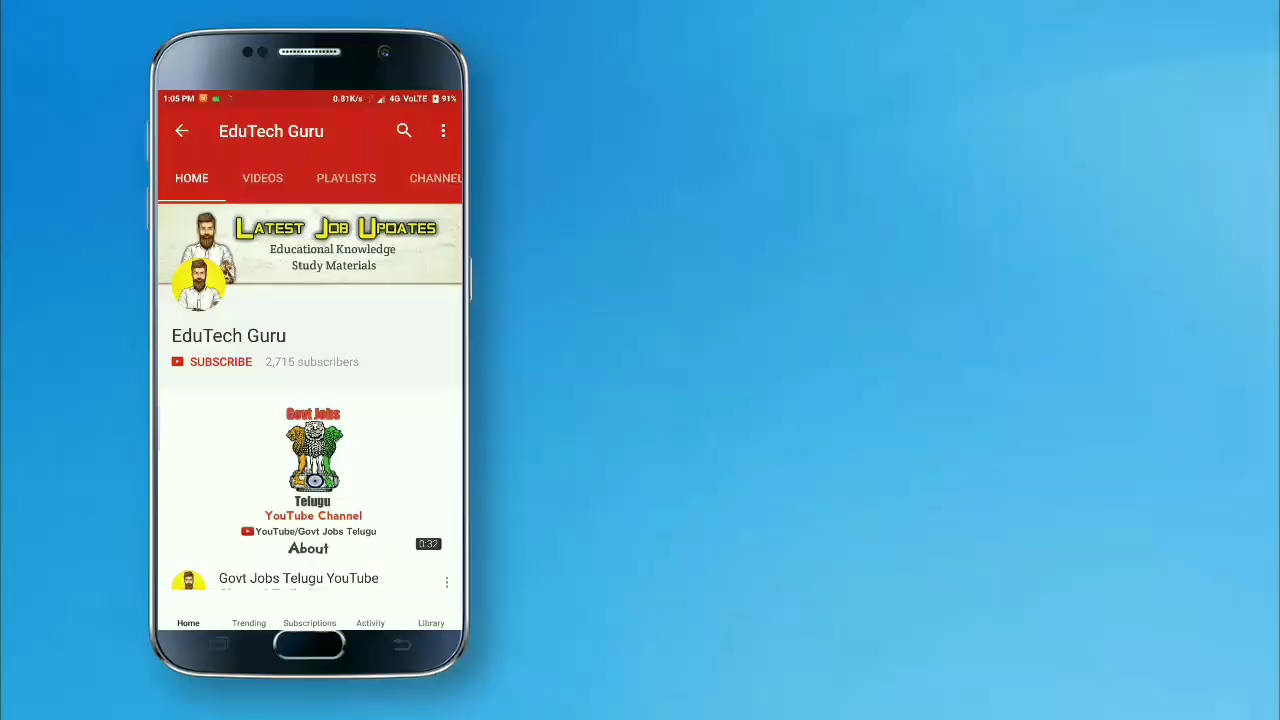 1:05 PM 0.81K/s 4G VoLTE 91%
EduTech Guru
HOME VIDEOS PLAYLISTS CHANNEL
LATEST JOB UPDATES
Educational Knowledge
Study Materials
EduTech Guru
SUBSCRIBE 2,715 subscribers
Govt Jobs
Telugu
YouTube Channel
YouTube/Govt Jobs Telugu
About
0:32
Govt Jobs Telugu YouTube
Home Trending Subscriptions Activity Library